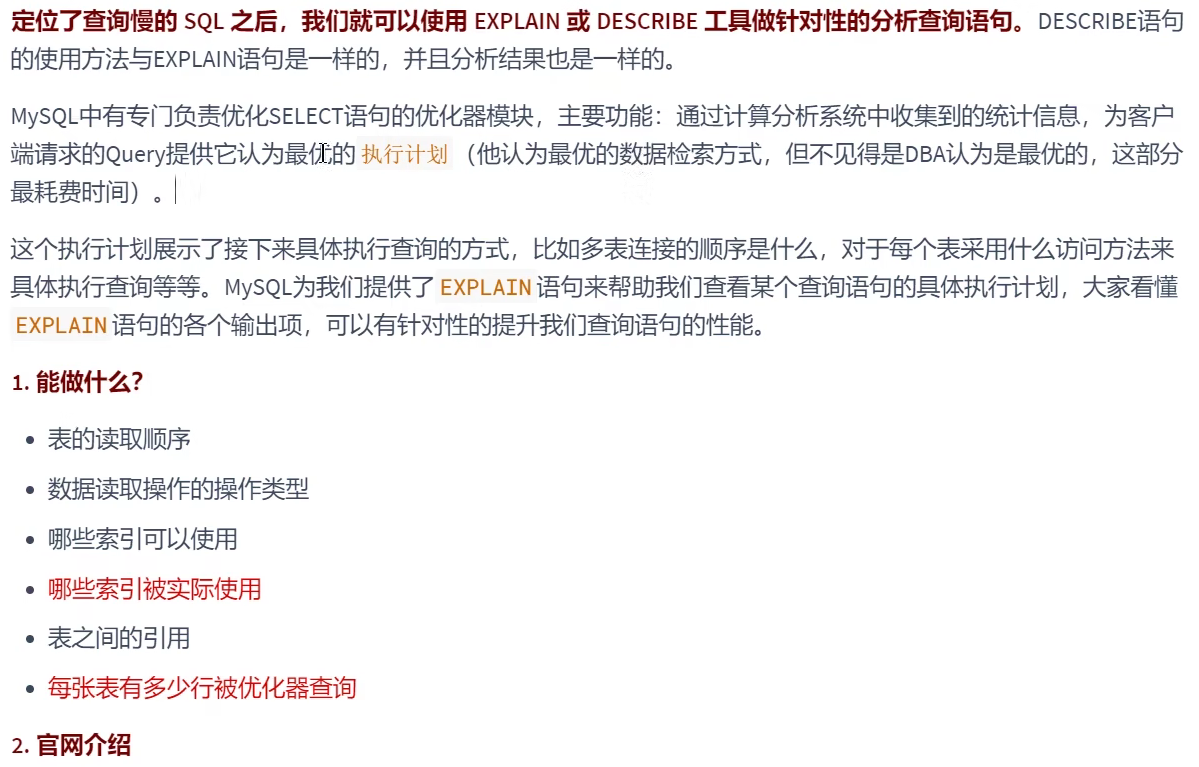 定位了查询慢的 SQL 之后，我们就可以使用 EXPLAIN 或 DESCRIBE 工具做针对性的分析查询语句。DESCRIBE语句
的使用方法与EXPLAIN语句是一样的，并且分析结果也是一样的。
MySQL中有专门负责优化SELECT语句的优化器模块，主要功能：通过计算分析系统中收集到的统计信息，为客户
端请求的Query提供它认为最优的 执行计划 （他认为最优的数据检索方式，但不见得是DBA认为是最优的，这部分
最耗费时间）。
这个执行计划展示了接下来具体执行查询的方式，比如多表连接的顺序是什么，对于每个表采用什么访问方法来
具体执行查询等等。MySQL为我们提供了 EXPLAIN 语句来帮助我们查看某个查询语句的具体执行计划，大家看懂
EXPLAIN 语句的各个输出项，可以有针对性的提升我们查询语句的性能。
1. 能做什么？
• 表的读取顺序
• 数据读取操作的操作类型
• 哪些索引可以使用
• 哪些索引被实际使用
• 表之间的引用
• 每张表有多少行被优化器查询
2. 官网介绍